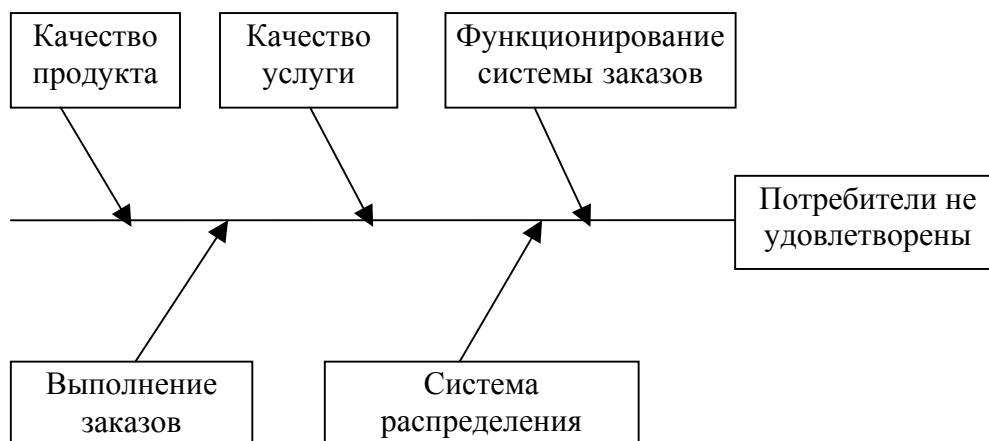 Качество
продукта
Качество
услуги
Функционирование
системы заказов
Потребители не
удовлетворены
Выполнение
заказов
Система
распределения